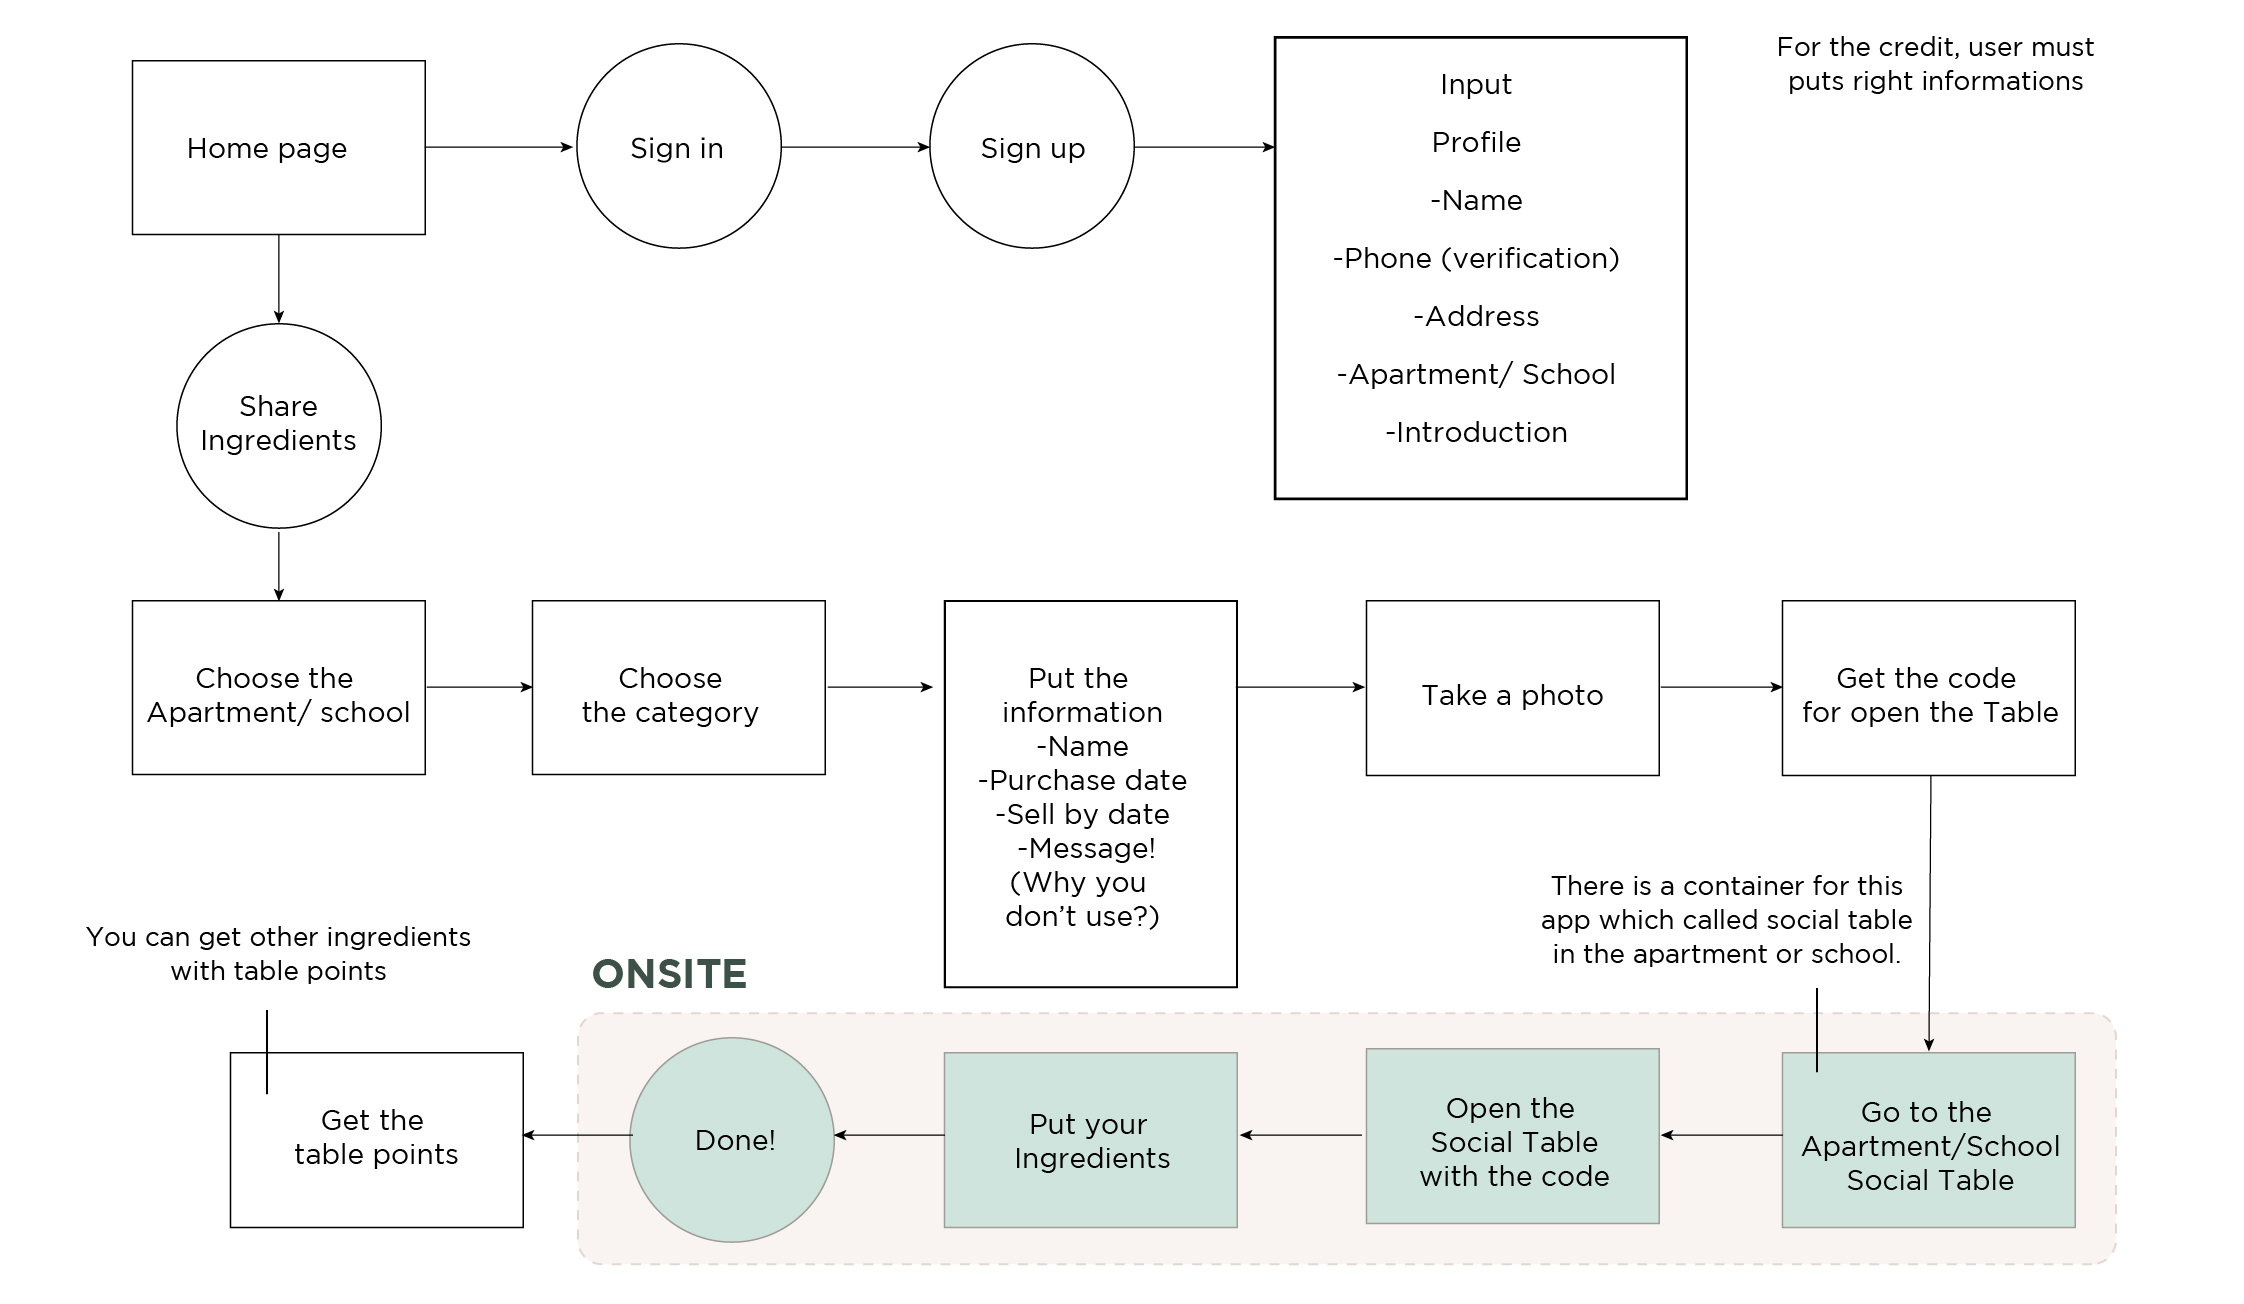 Home page
Sign in
Sign up
Input
Profile
-Name
-Phone (verification)
-Address
-Apartment/ School
-Introduction
For the credit, user must
puts right informations
Share
Ingredients
Choose the
Apartment/ school
Choose
the category
Put the
information
-Name
-Purchase date
-Sell by date
-Message!
(Why you
don't use?)
Take a photo
Get the code
for open the Table
There is a container for this
app which called social table
in the apartment or school.
You can get other ingredients
with table points
ONSITE
Get the
table points
Done!
Put your
Ingredients
Open the
Social Table
with the code
Go to the
Apartment/School
Social Table